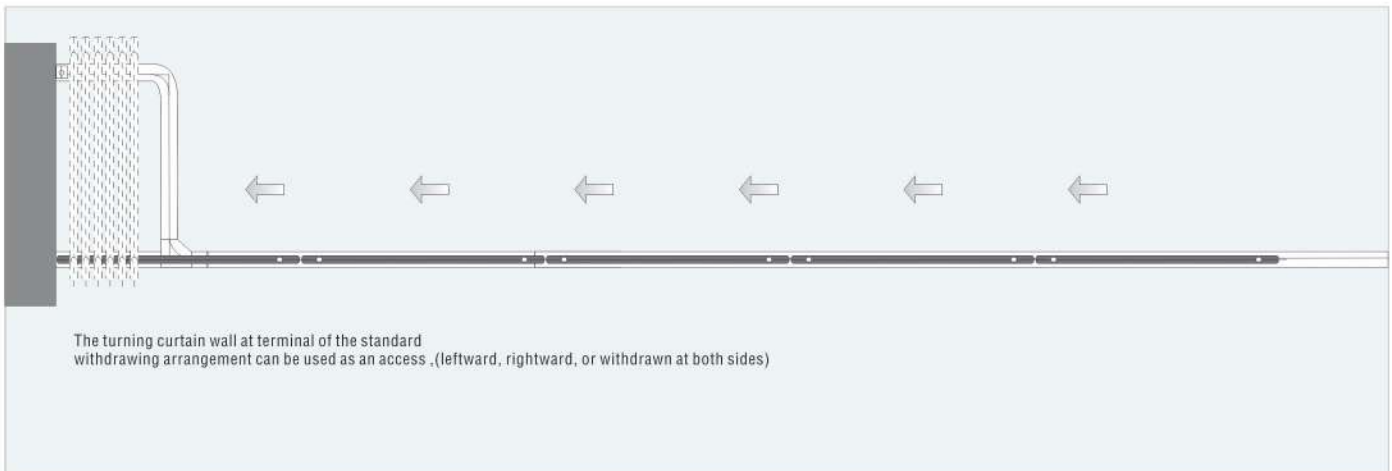 The turning curtain wall at terminal of the standard
withdrawing arrangement can be used as an access ,(leftward, rightward, or withdrawn at both sides)